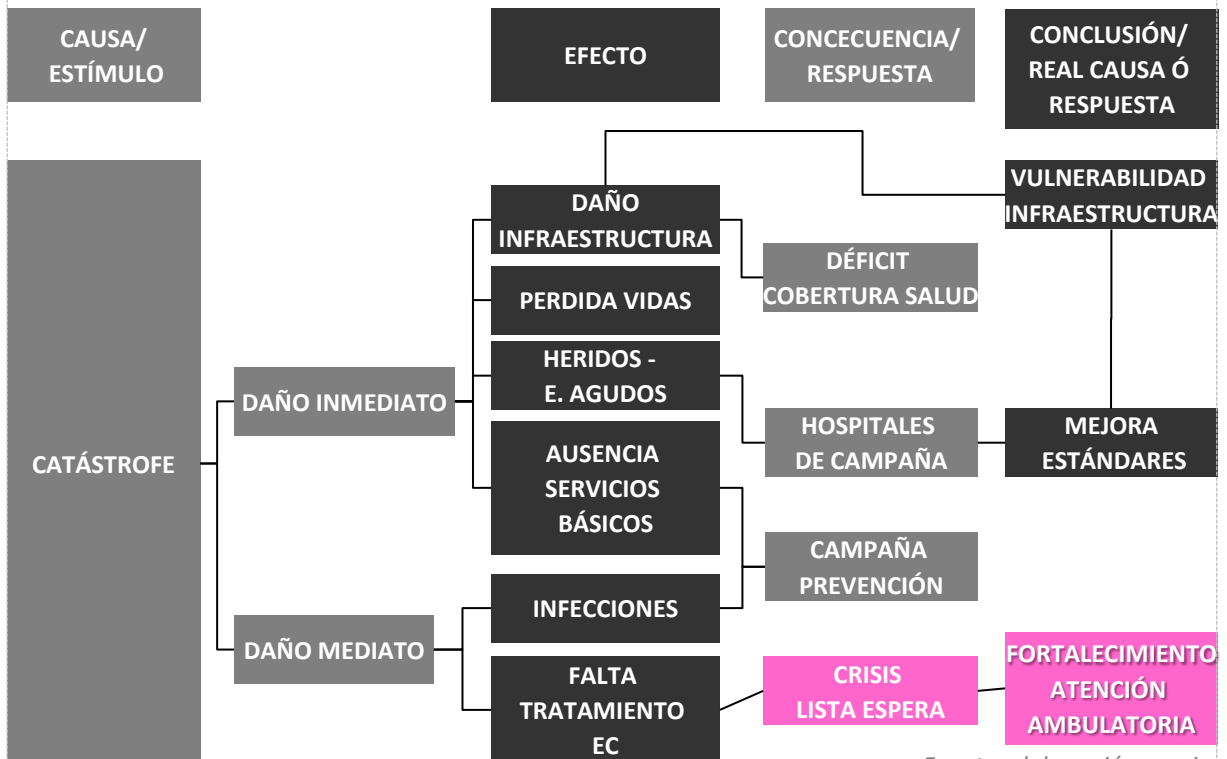 CAUSA/
ESTÍMULO
EFECTO
CONCECUENCIA/
RESPUESTA
CONCLUSIÓN/
REAL CAUSA Ó
RESPUESTA
CATÁSTROFE
DAÑO INMEDIATO
DAÑO MEDIATO
DAÑO
INFRAESTRUCTURA
PERDIDA VIDAS
HERIDOS -
E. AGUDOS
AUSENCIA
SERVICIOS
BÁSICOS
INFECCIONES
FALTA
TRATAMIENTO
EC
DÉFICIT
COBERTURA SALUD
HOSPITALES
DE CAMPAÑA
CAMPAÑA
PREVENCIÓN
CRISIS
LISTA ESPERA
VULNERABILIDAD
INFRAESTRUCTURA
MEJORA
ESTÁNDARES
FORTALECIMIENTO
ATENCIÓN
AMBULATORIA